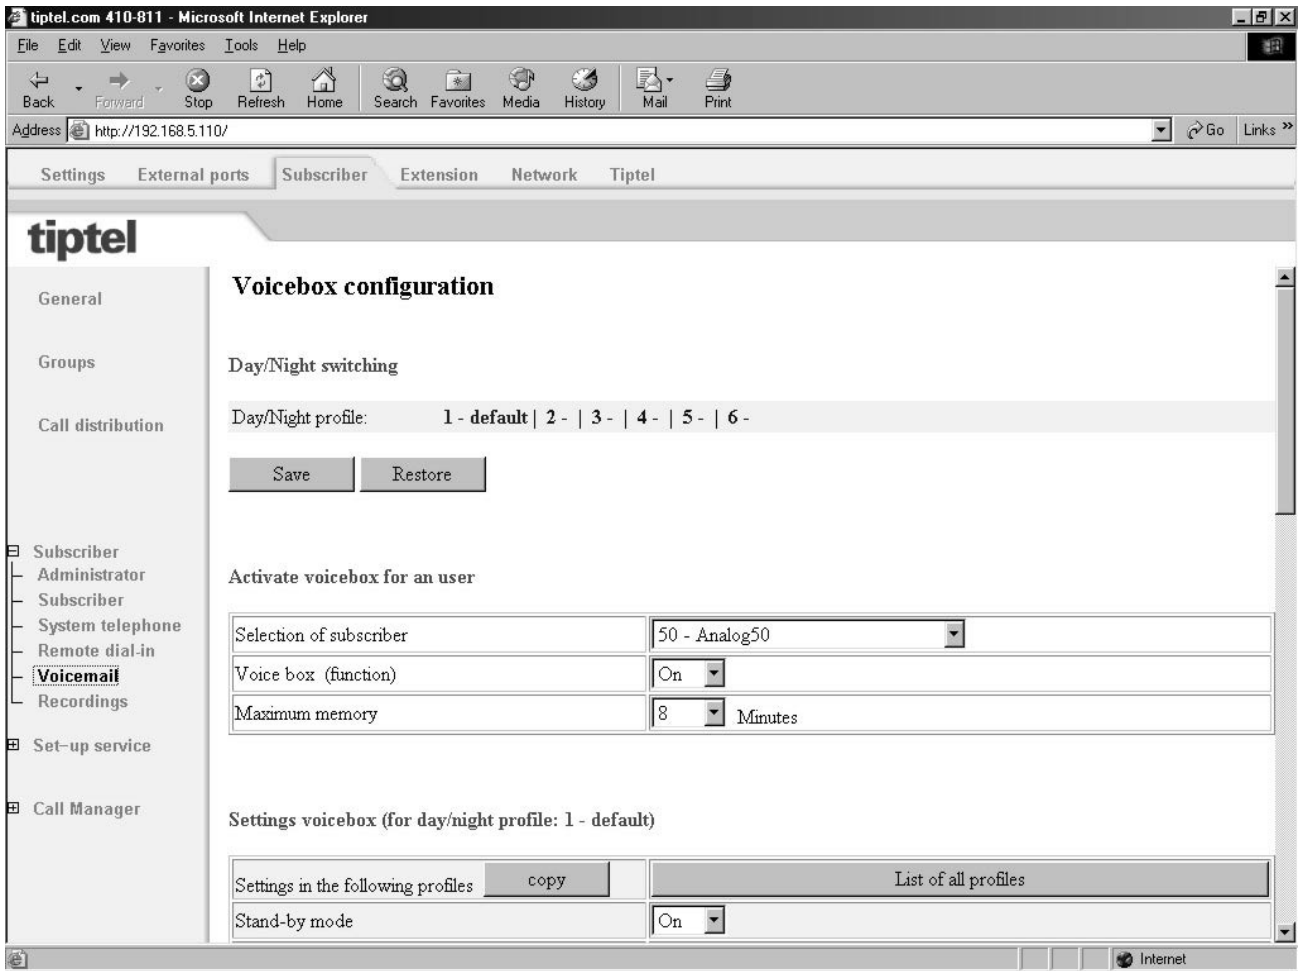 tiptel.com 410-811 - Microsoft Internet Explorer
File Edit View Favorites Tools Help
Back Forward Stop Refresh Home Search Favorites Media History Mail Print
Address http://192.168.5.110/ Go Links »
Settings External ports Subscriber Extension Network Tiptel
tiptel
General
Groups
Call distribution
Subscriber
Administrator
Subscriber
System telephone
Remote dial-in
Voicemail
Recordings
Set-up service
Call Manager
Voicebox configuration
Day/Night switching
Day/Night profile: 1 - default | 2 - | 3 - | 4 - | 5 - | 6 -
Save Restore
Activate voicebox for an user
Selection of subscriber 50 - Analog50
Voice box (function) On
Maximum memory 8 Minutes
Settings voicebox (for day/night profile: 1 - default)
Settings in the following profiles copy List of all profiles
Stand-by mode On
Internet